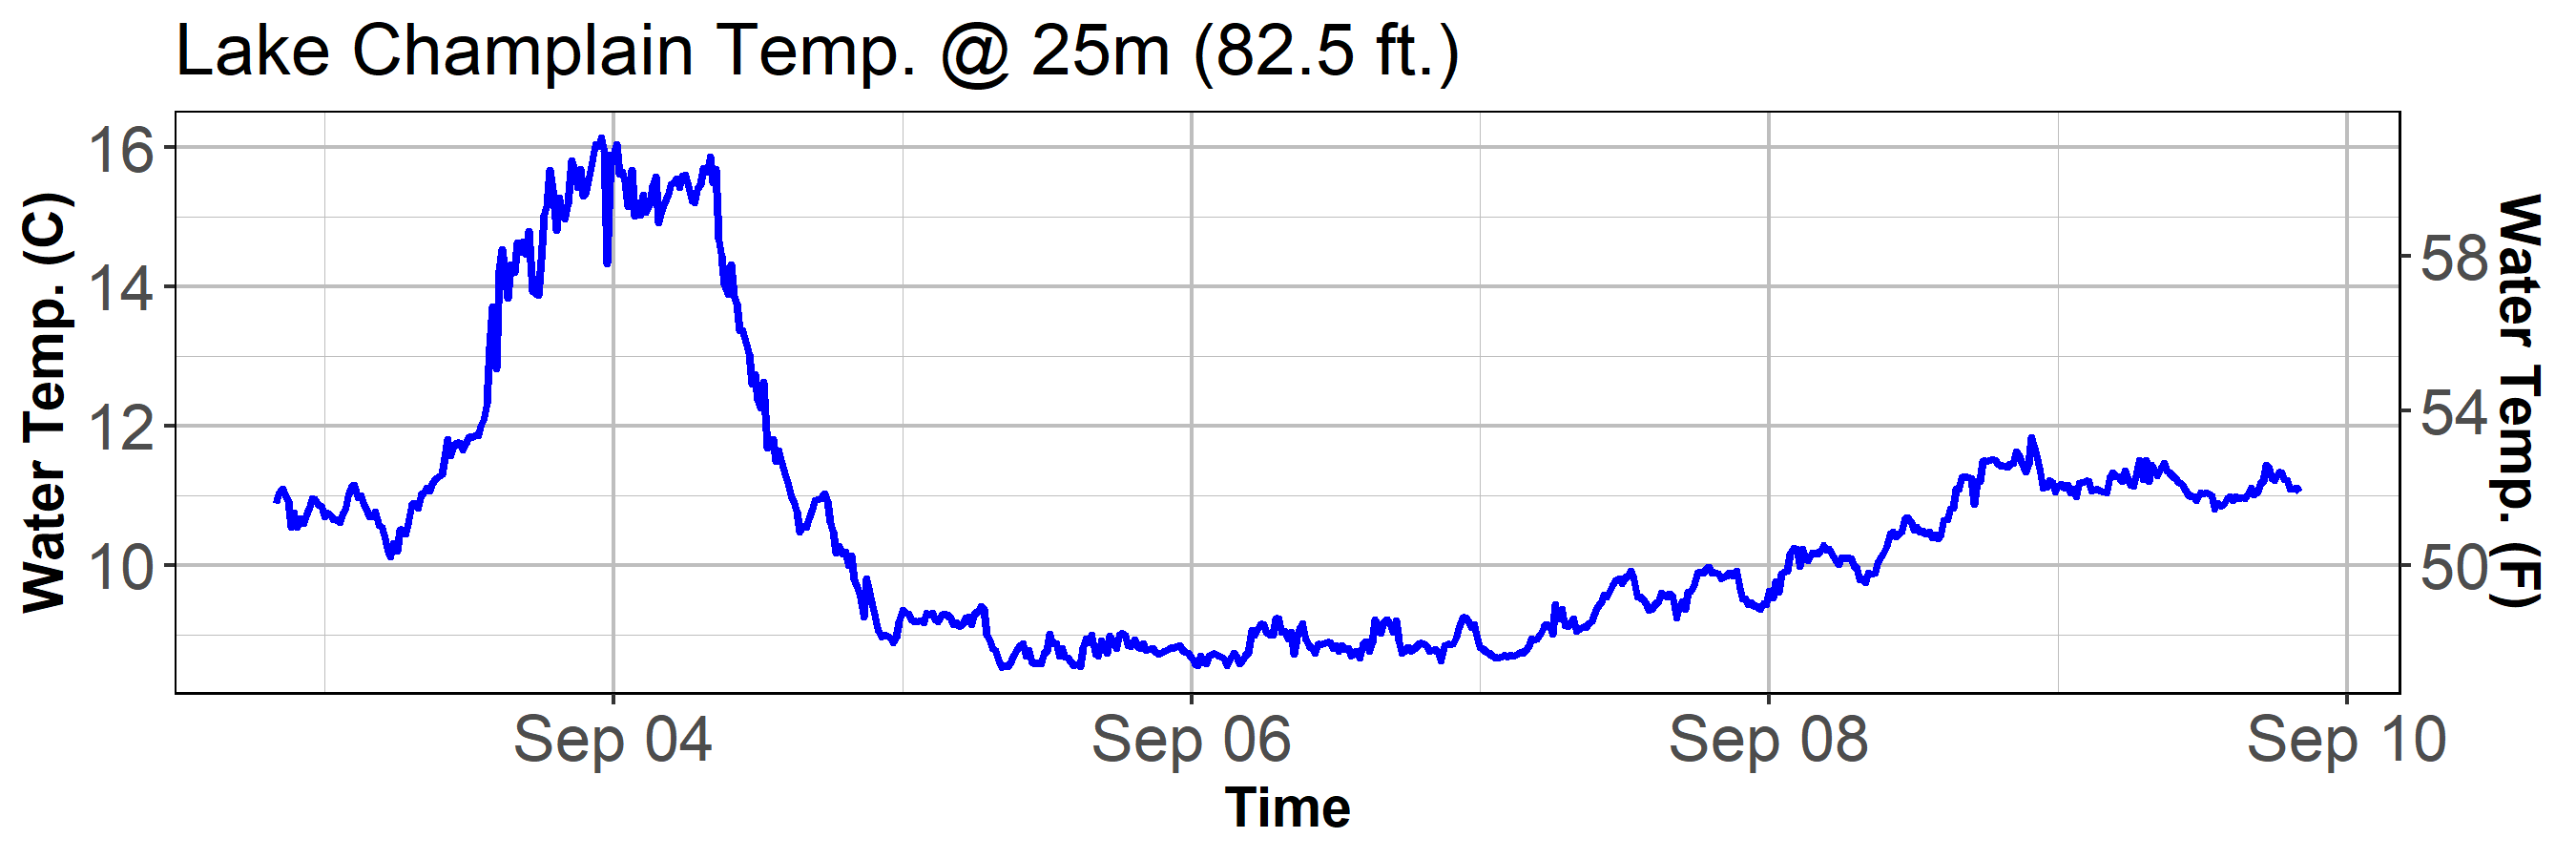 Lake Champlain Temp. @ 25m (82.5 ft.)
Water Temp. (C)
16
14
12
10
Water Temp. (F)
58
54
50
Sep 04
Sep 06
Sep 08
Sep 10
Time